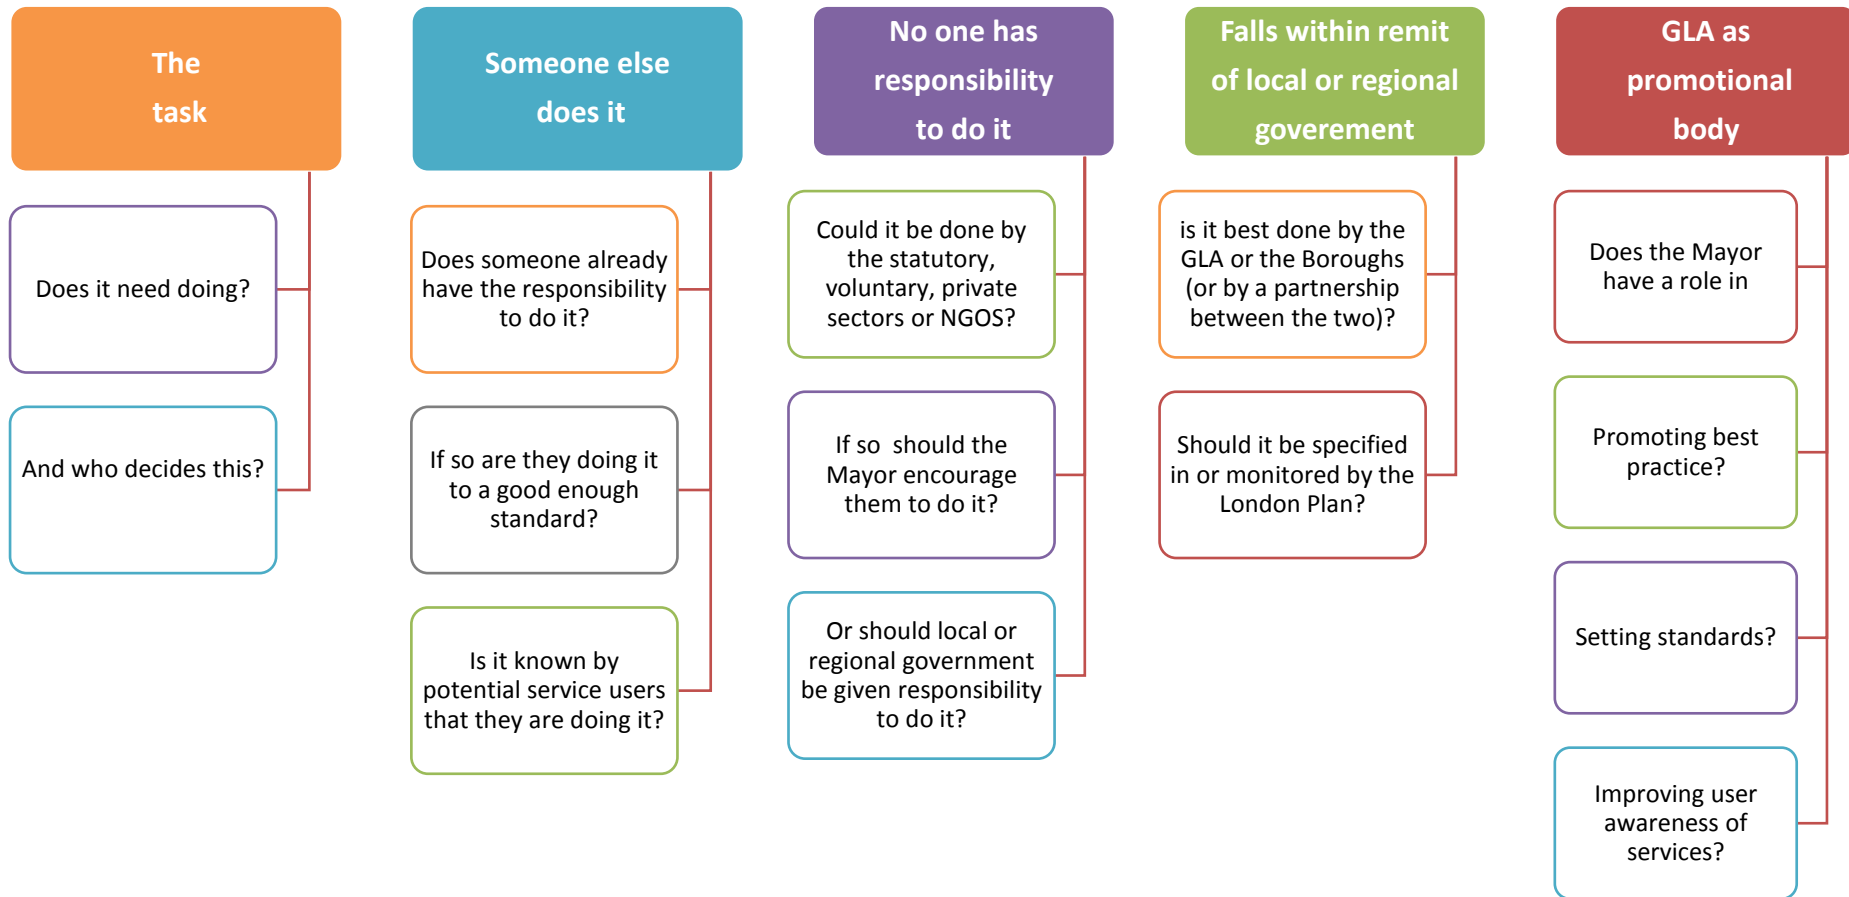 The
task
Does it need doing?
And who decides this?
Someone else
does it
Does someone already
have the responsibility
to do it?
If so are they doing it
to a good enough
standard?
Is it known by
potential service users
that they are doing it?
No one has
responsibility
to do it
Could it be done by
the statutory,
voluntary, private
sectors or NGOS?
If so should the
Mayor encourage
them to do it?
Or should local or
regional government
be given responsibility
to do it?
Falls within remit
of local or regional
goverement
is it best done by the
GLA or the Boroughs
(or by a partnership
between the two)?
Should it be specified
in or monitored by the
London Plan?
GLA as
promotional
body
Does the Mayor
have a role in
Promoting best
practice?
Setting standards?
Improving user
awareness of
services?